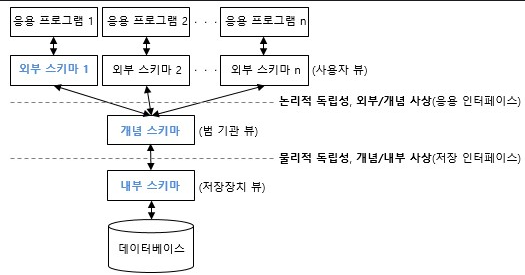 응용 프로그램 1 응용 프로그램 2 · · · 응용 프로그램 n
외부 스키마 1 외부 스키마 2 · · · 외부 스키마 n (사용자 뷰)
논리적 독립성, 외부/개념 사상(응용 인터페이스)
개념 스키마 (범 기관 뷰)
물리적 독립성, 개념/내부 사상(저장 인터페이스)
내부 스키마 (저장장치 뷰)
데이터베이스